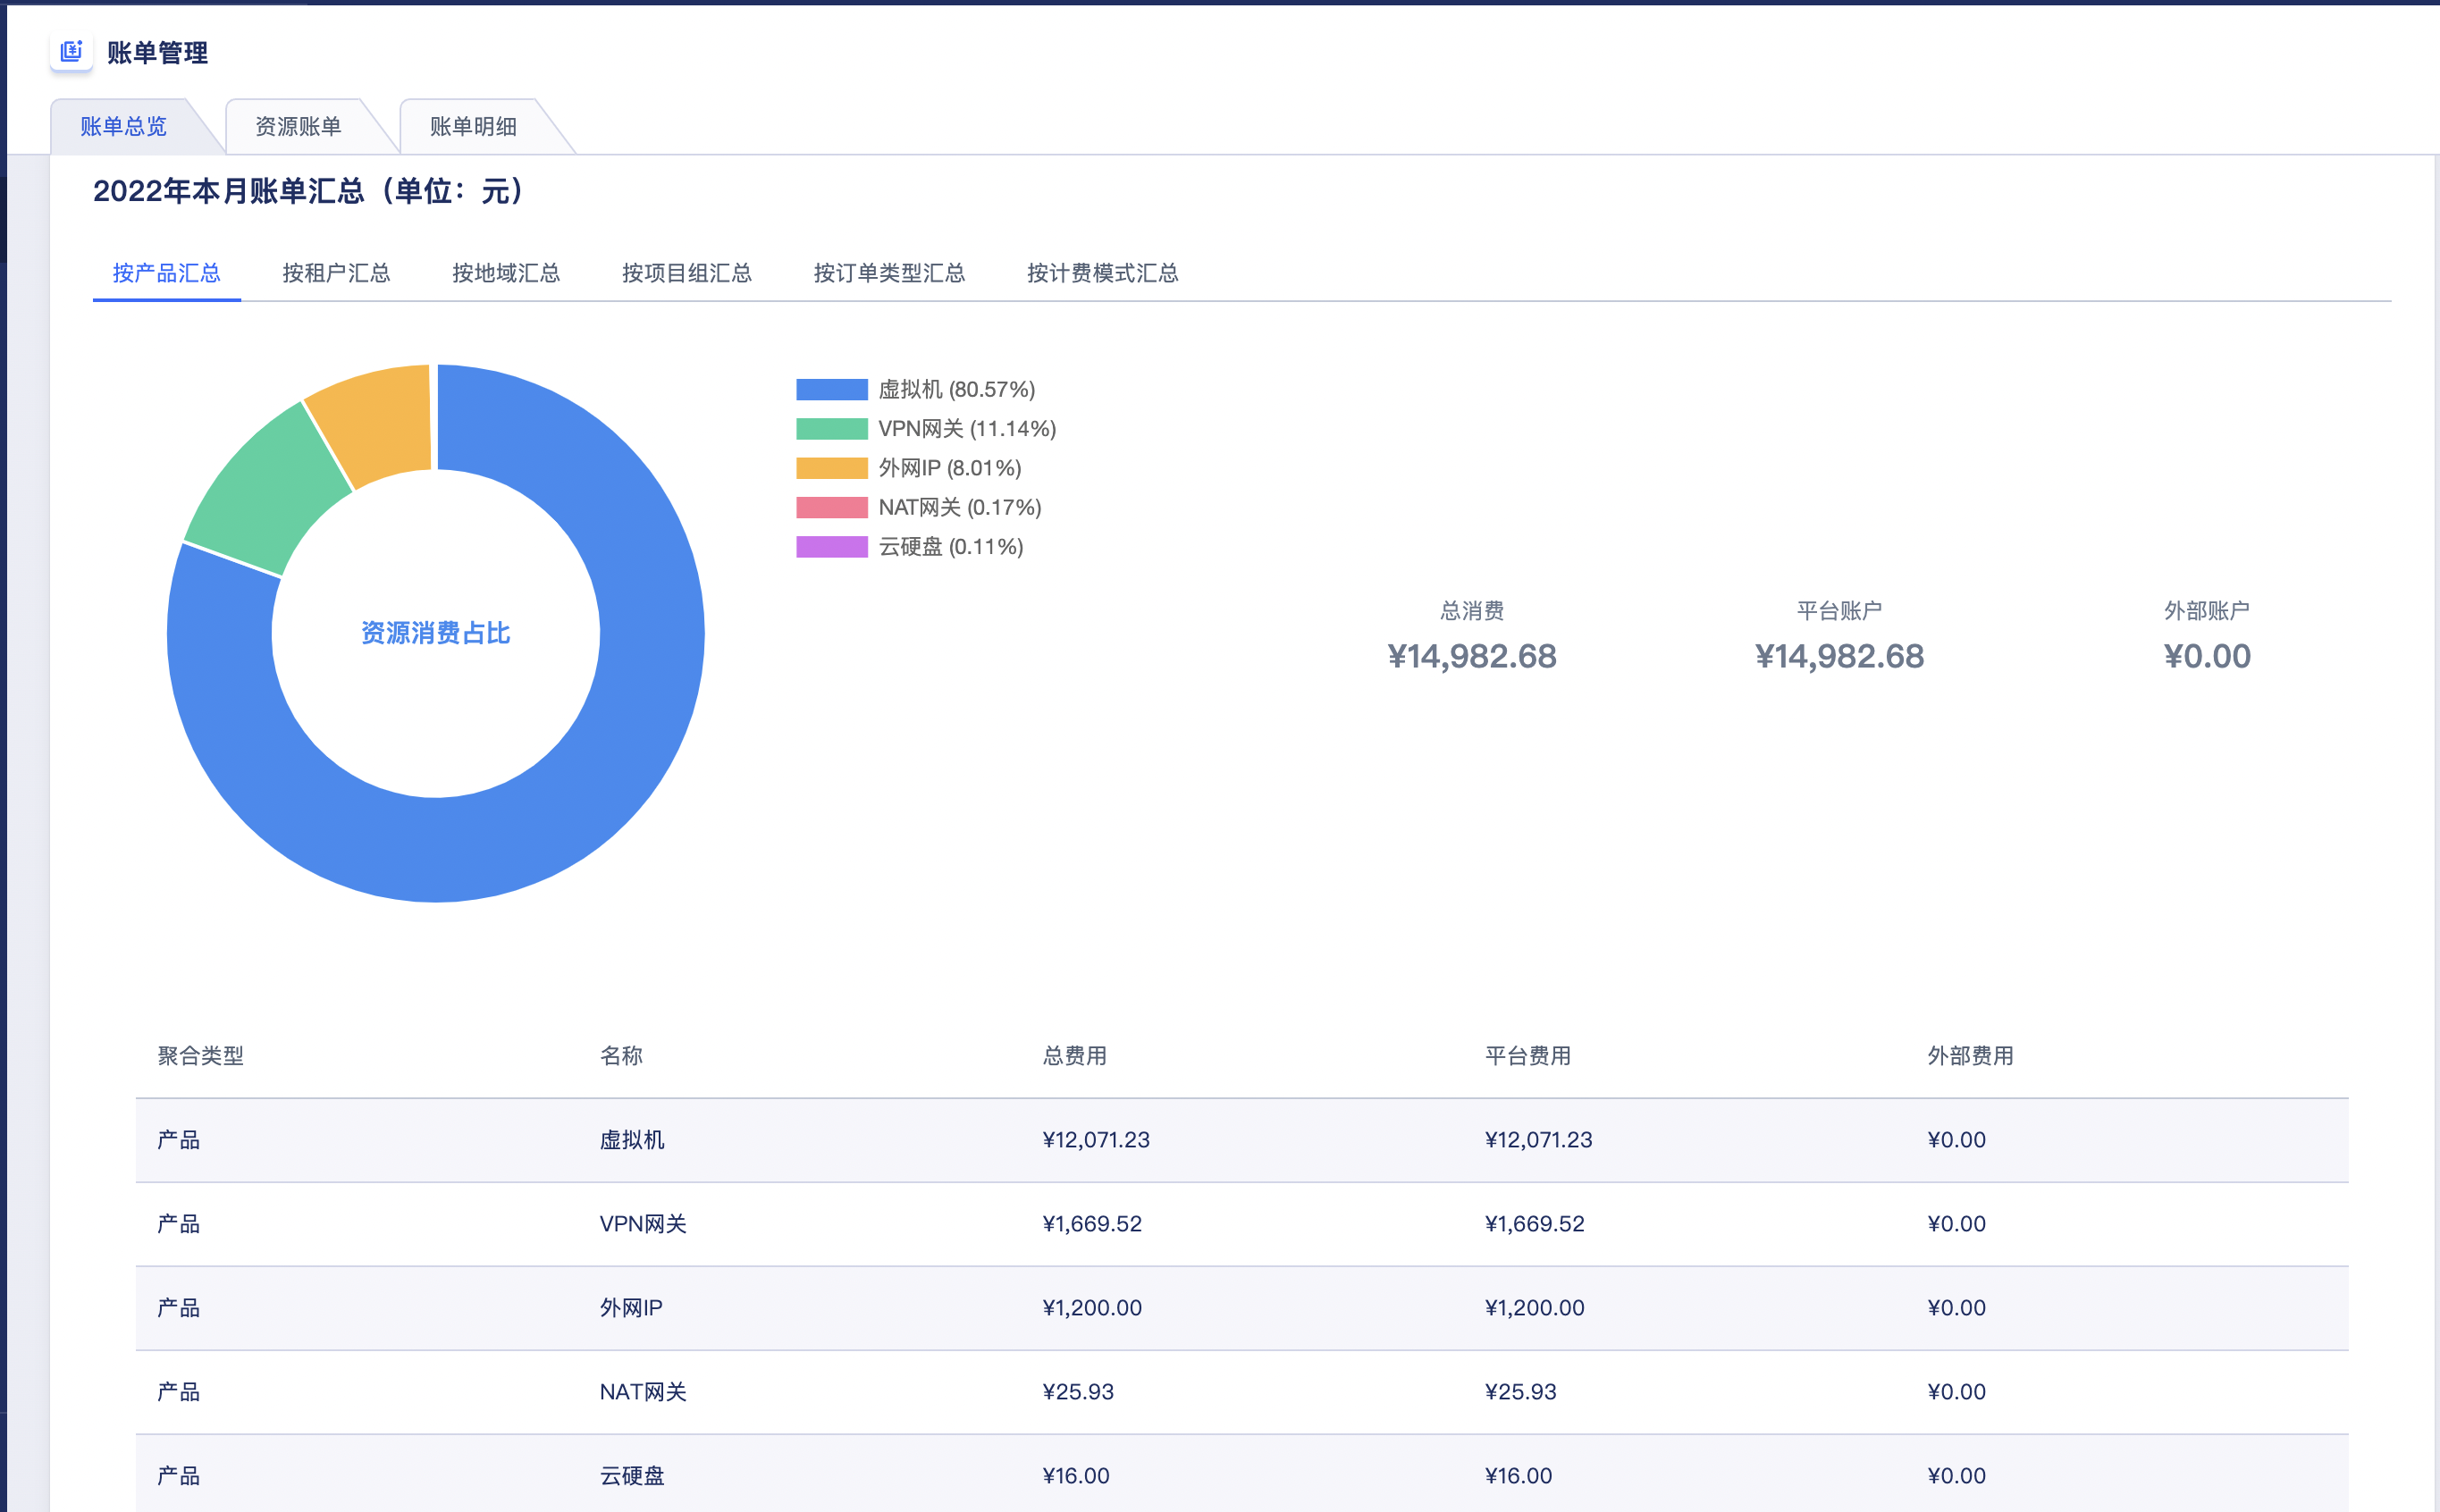 账单管理
账单总览 资源账单 账单明细
2022年本月账单汇总（单位：元）
按产品汇总 按租户汇总 按地域汇总 按项目组汇总 按订单类型汇总 按计费模式汇总
虚拟机 (80.57%)
VPN网关 (11.14%)
外网IP (8.01%)
NAT网关 (0.17%)
云硬盘 (0.11%)
资源消费占比
总消费 平台账户 外部账户
¥14,982.68 ¥14,982.68 ¥0.00
聚合类型 名称 总费用 平台费用 外部费用
产品 虚拟机 ¥12,071.23 ¥12,071.23 ¥0.00
产品 VPN网关 ¥1,669.52 ¥1,669.52 ¥0.00
产品 外网IP ¥1,200.00 ¥1,200.00 ¥0.00
产品 NAT网关 ¥25.93 ¥25.93 ¥0.00
产品 云硬盘 ¥16.00 ¥16.00 ¥0.00